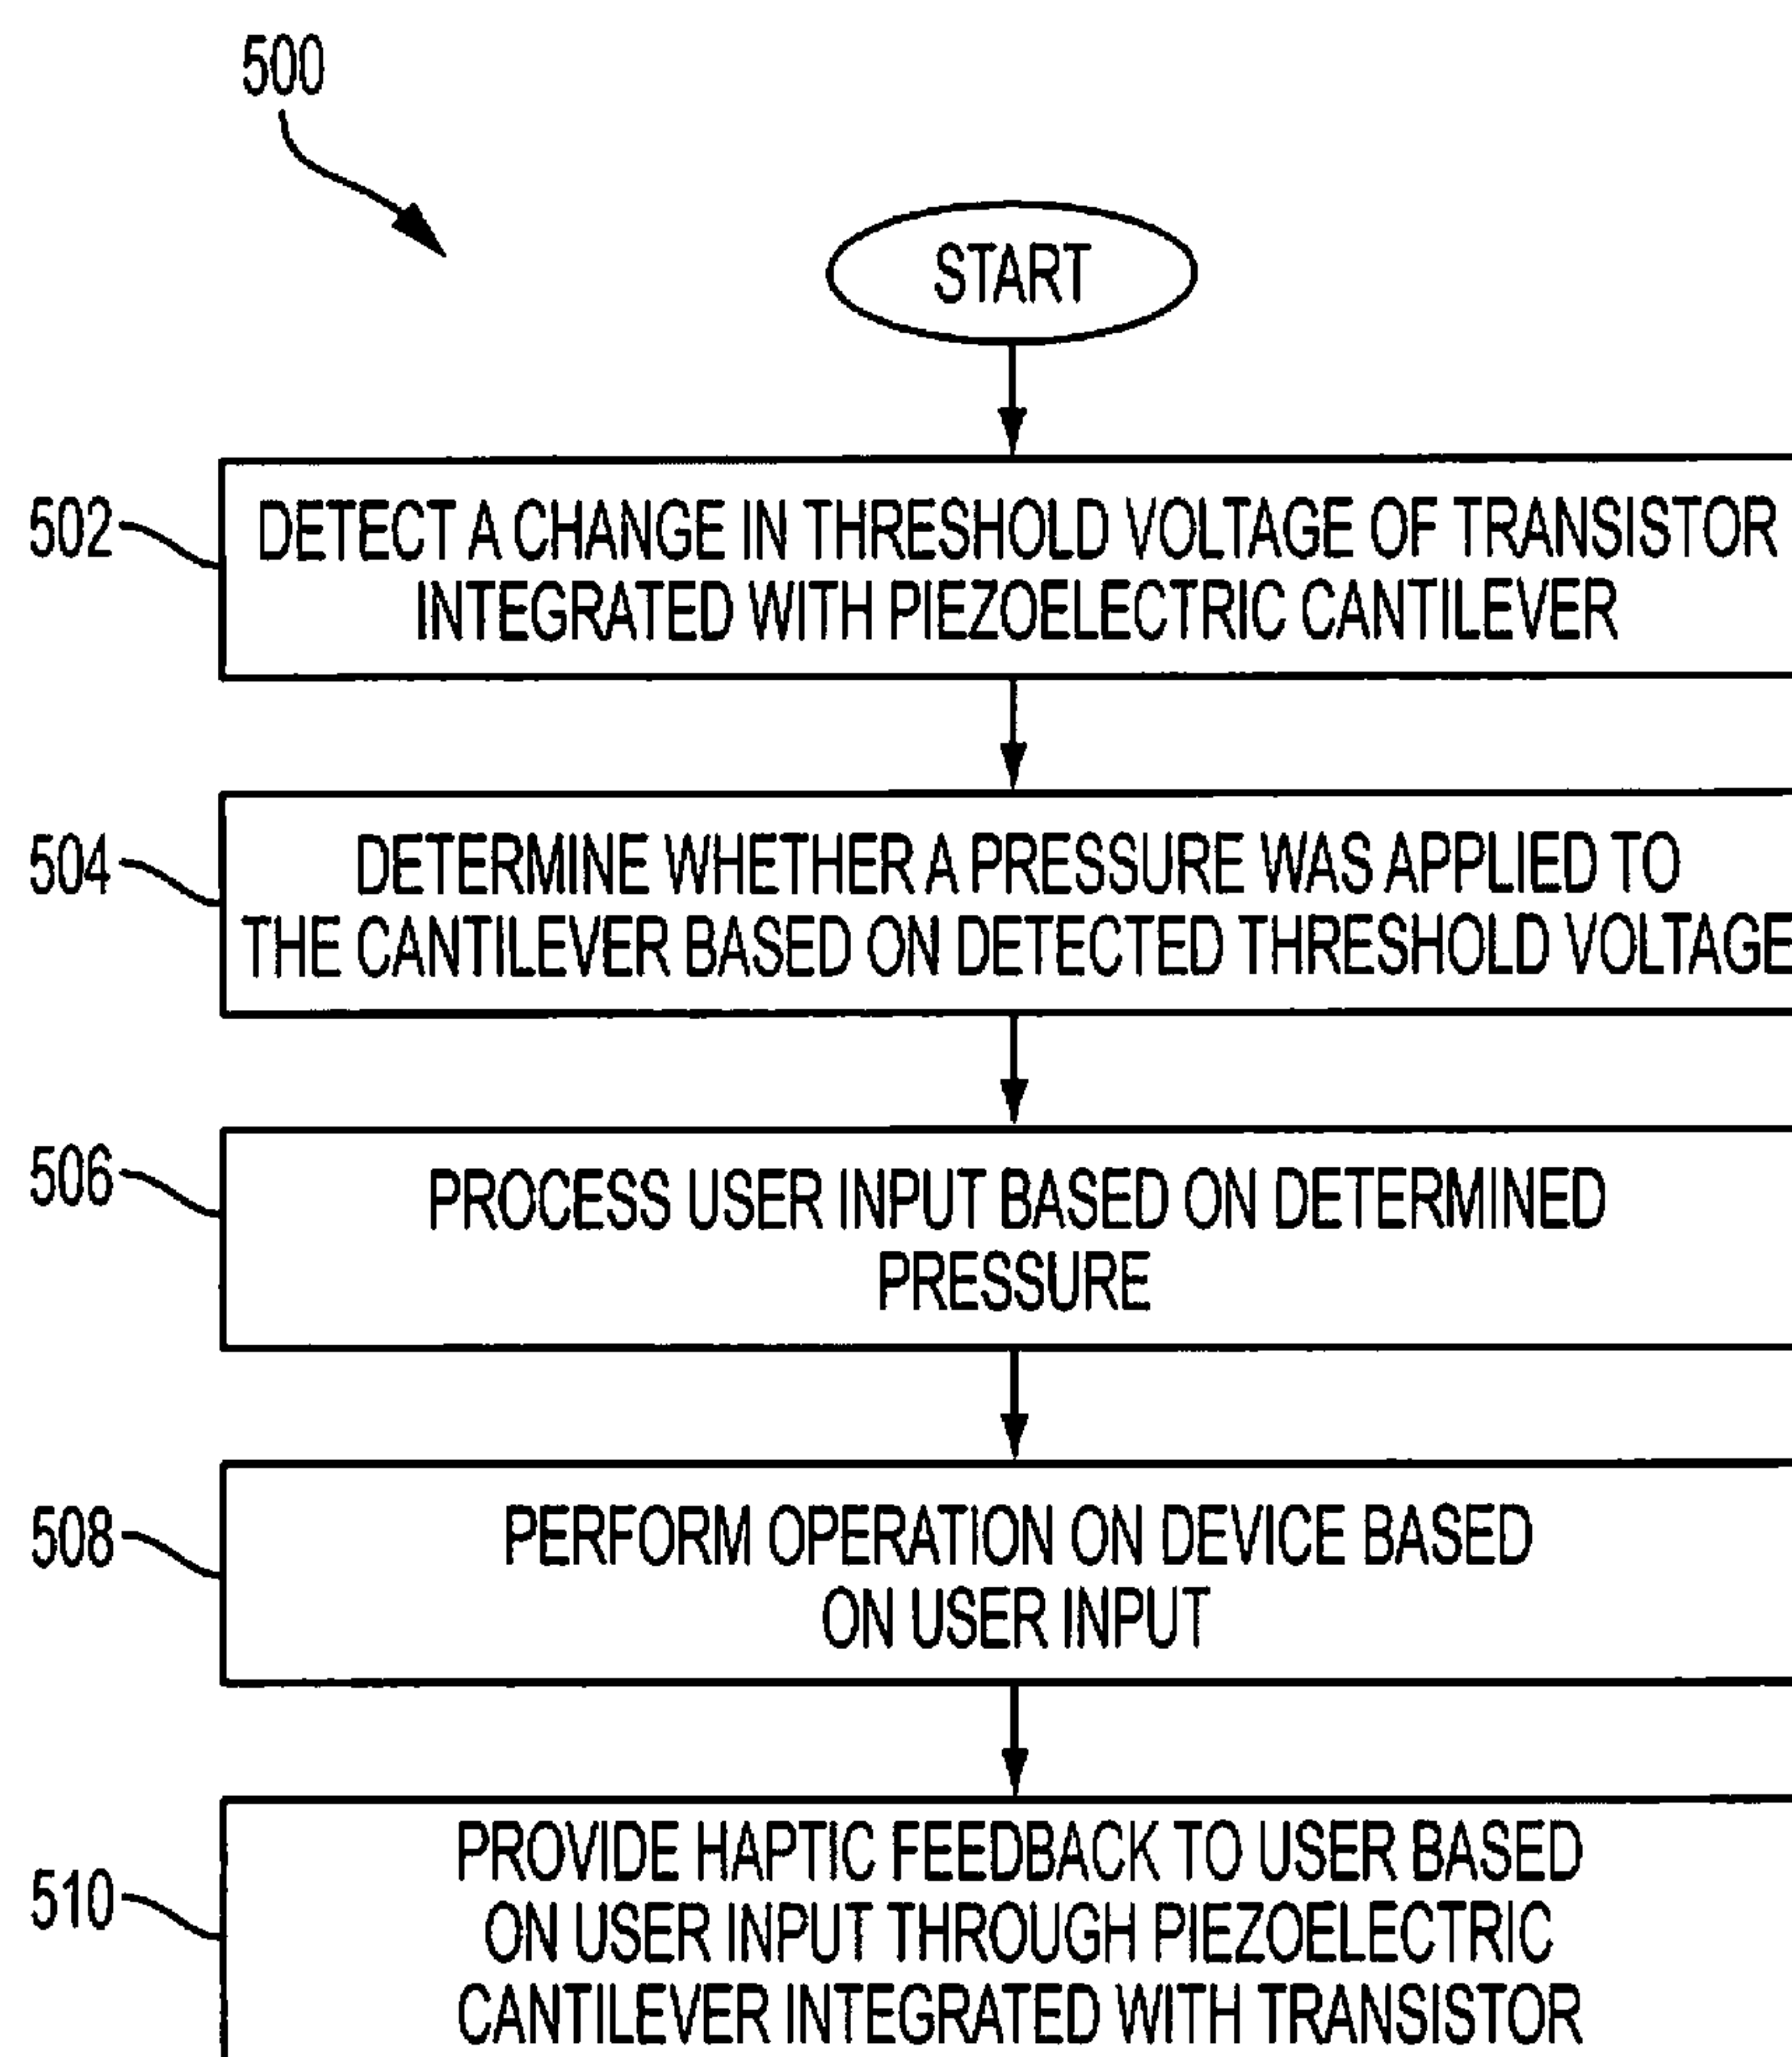 500
START
502
DETECT A CHANGE IN THRESHOLD VOLTAGE OF TRANSISTOR
INTEGRATED WITH PIEZOELECTRIC CANTILEVER
504
DETERMINE WHETHER A PRESSURE WAS APPLIED TO
THE CANTILEVER BASED ON DETECTED THRESHOLD VOLTAGE
506
PROCESS USER INPUT BASED ON DETERMINED
PRESSURE
508
PERFORM OPERATION ON DEVICE BASED
ON USER INPUT
510
PROVIDE HAPTIC FEEDBACK TO USER BASED
ON USER INPUT THROUGH PIEZOELECTRIC
CANTILEVER INTEGRATED WITH TRANSISTOR